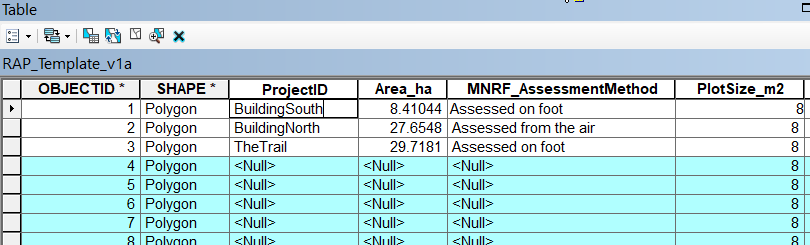 Table
RAP_Template_v1a
OBJECTID * SHAPE * ProjectID Area_ha MNRF_AssessmentMethod PlotSize_m2
1 Polygon BuildingSouth 8.41044 Assessed on foot 8
2 Polygon BuildingNorth 27.6548 Assessed from the air 8
3 Polygon TheTrail 29.7181 Assessed on foot 8
4 Polygon <Null> <Null> <Null> 8
5 Polygon <Null> <Null> <Null> 8
6 Polygon <Null> <Null> <Null> 8
7 Polygon <Null> <Null> <Null> 8
8 Polygon <Null> <Null> <Null> 8